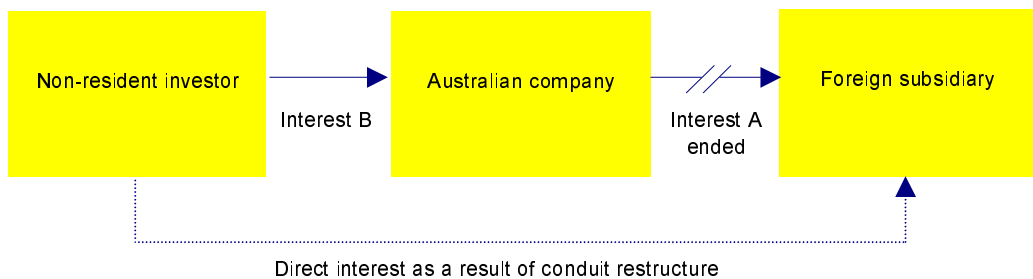 Non-resident investor
Australian company
Foreign subsidiary
Interest B
Interest A
ended
Direct interest as a result of conduit restructure